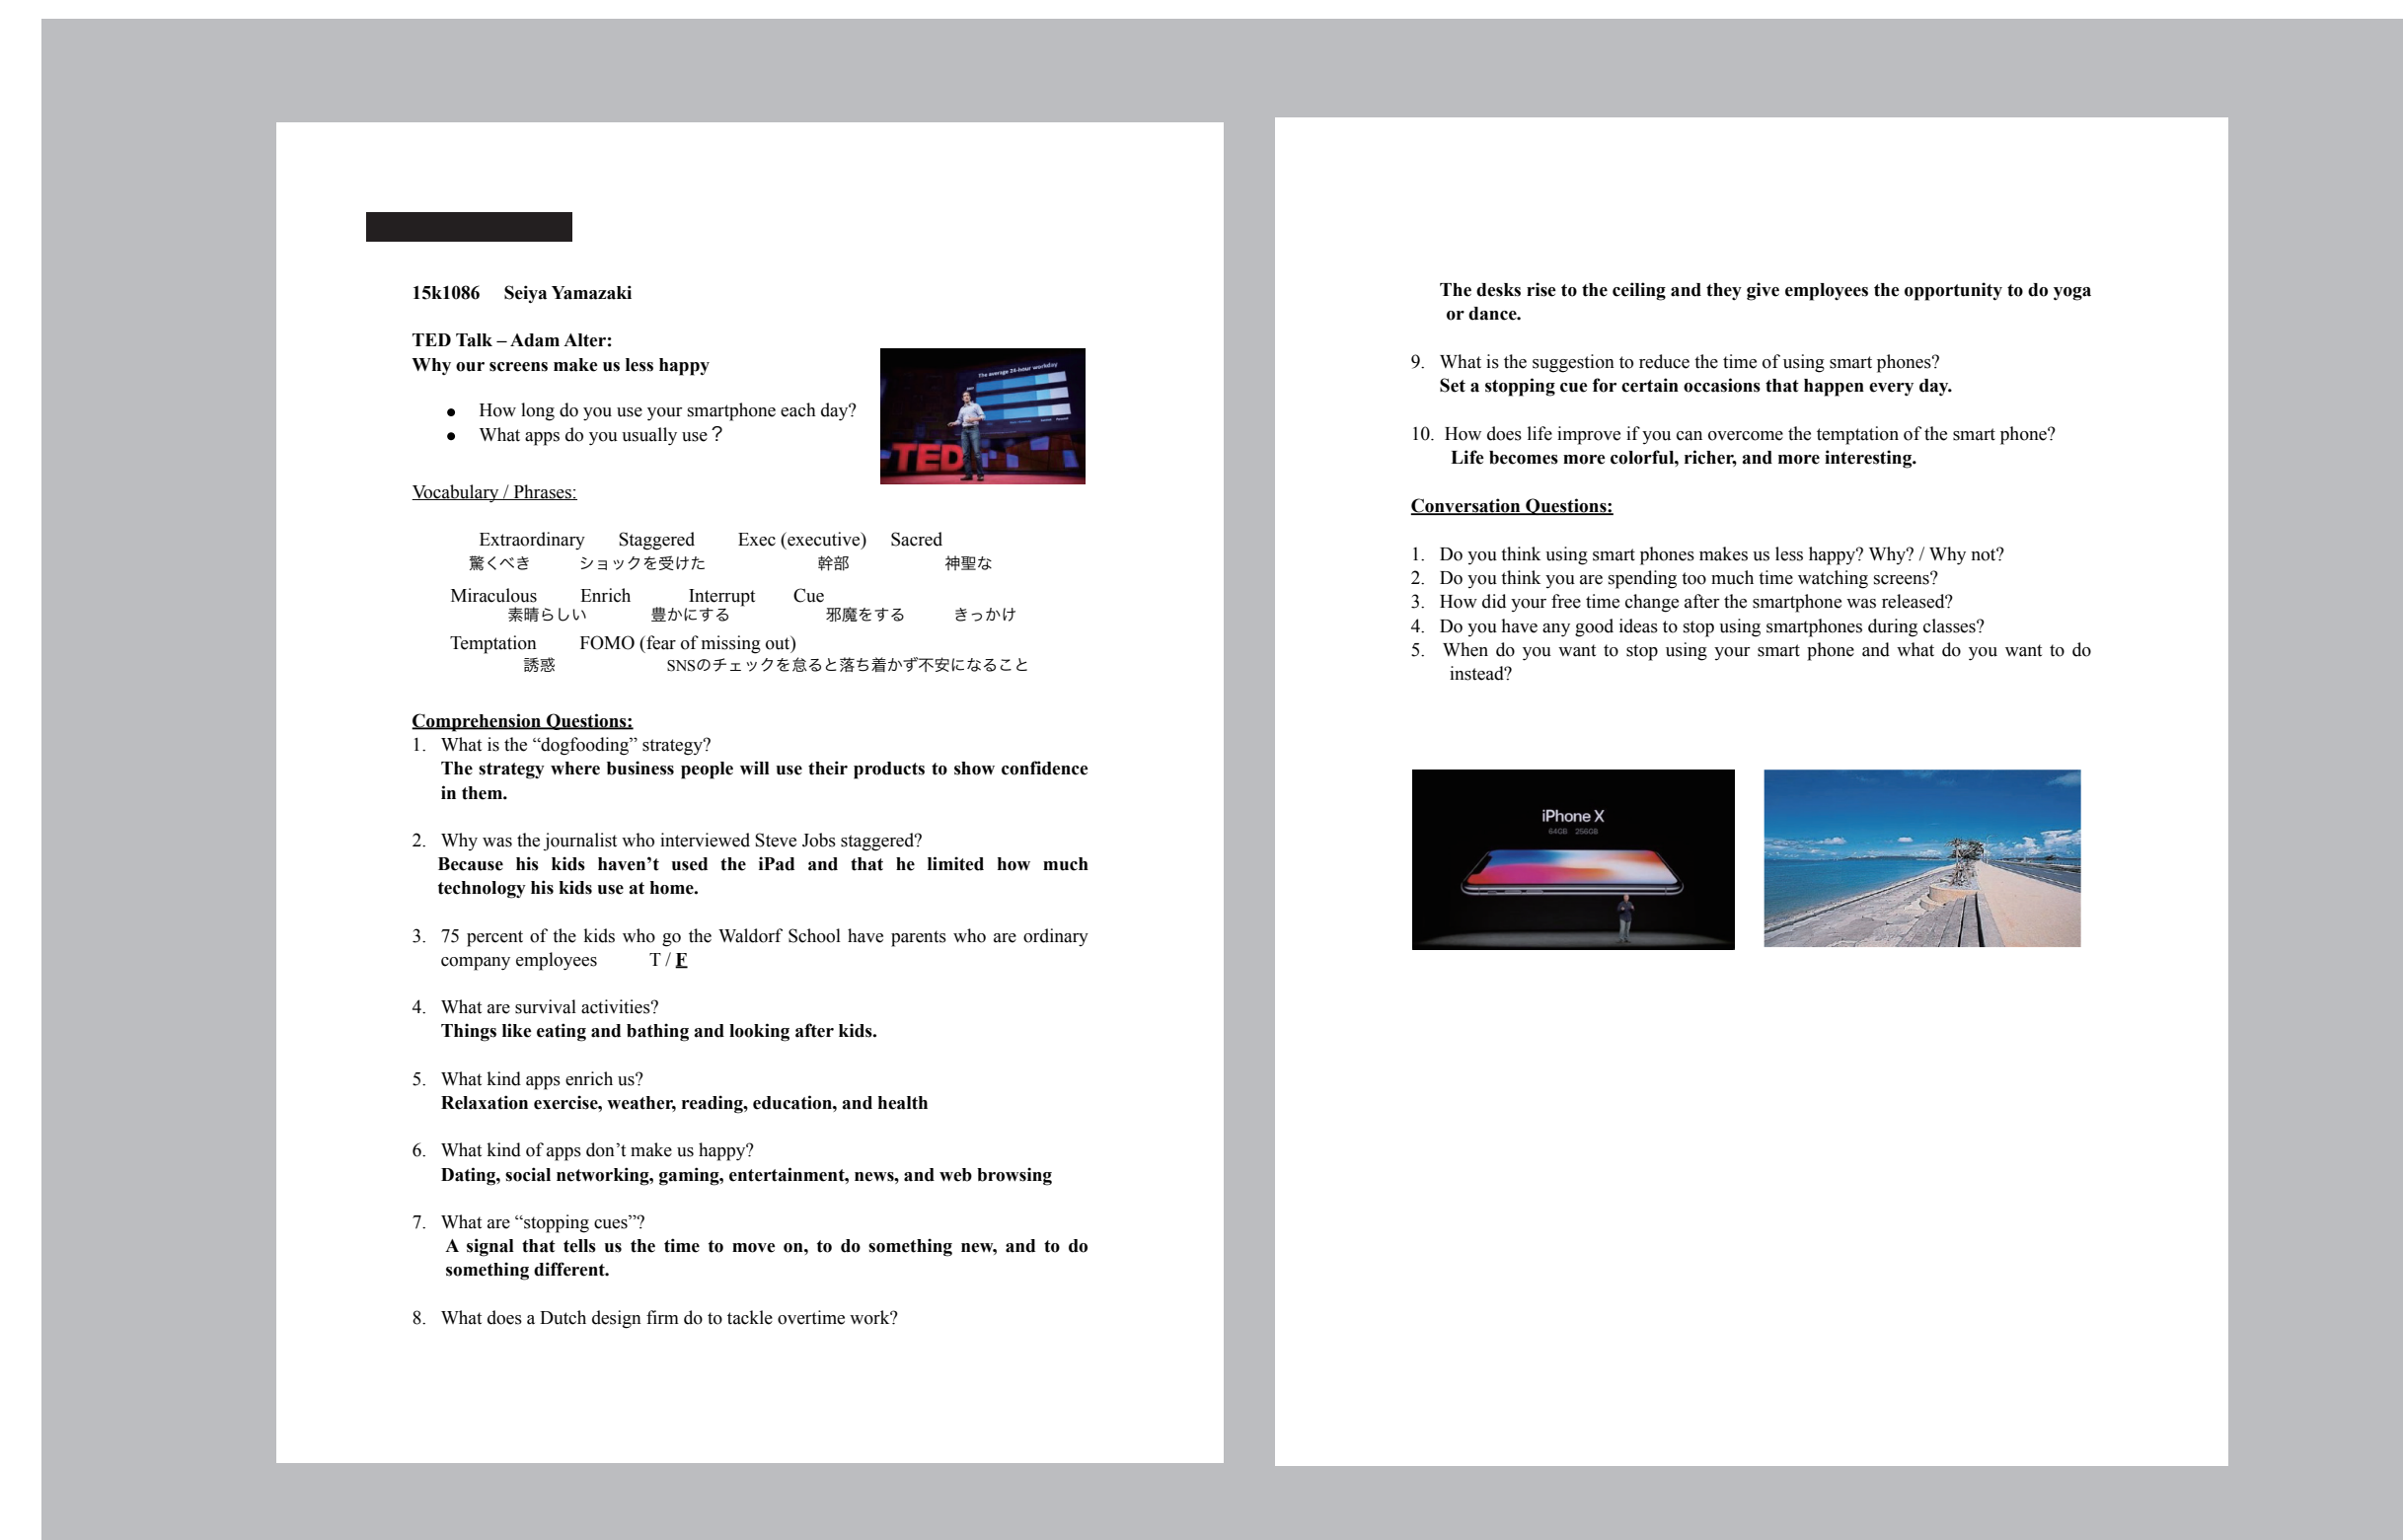 15k1086 Seiya Yamazaki
TED Talk – Adam Alter:
Why our screens make us less happy
● How long do you use your smartphone each day?
● What apps do you usually use？
The average 24-hour workday
TED
Vocabulary / Phrases:
Extraordinary Staggered Exec (executive) Sacred
驚くべき ショックを受けた 幹部 神聖な
Miraculous Enrich Interrupt Cue
素晴らしい 豊かにする 邪魔をする きっかけ
Temptation FOMO (fear of missing out)
誘惑 SNSのチェックを怠ると落ち着かず不安になること
Comprehension Questions:
1. What is the “dogfooding” strategy?
The strategy where business people will use their products to show confidence
in them.
2. Why was the journalist who interviewed Steve Jobs staggered?
Because his kids haven’t used the iPad and that he limited how much
technology his kids use at home.
3. 75 percent of the kids who go the Waldorf School have parents who are ordinary
company employees T / F
4. What are survival activities?
Things like eating and bathing and looking after kids.
5. What kind apps enrich us?
Relaxation exercise, weather, reading, education, and health
6. What kind of apps don’t make us happy?
Dating, social networking, gaming, entertainment, news, and web browsing
7. What are “stopping cues”?
A signal that tells us the time to move on, to do something new, and to do
something different.
8. What does a Dutch design firm do to tackle overtime work?
The desks rise to the ceiling and they give employees the opportunity to do yoga
or dance.
9. What is the suggestion to reduce the time of using smart phones?
Set a stopping cue for certain occasions that happen every day.
10. How does life improve if you can overcome the temptation of the smart phone?
Life becomes more colorful, richer, and more interesting.
Conversation Questions:
1. Do you think using smart phones makes us less happy? Why? / Why not?
2. Do you think you are spending too much time watching screens?
3. How did your free time change after the smartphone was released?
4. Do you have any good ideas to stop using smartphones during classes?
5. When do you want to stop using your smart phone and what do you want to do
instead?
iPhone X
64GB 256GB